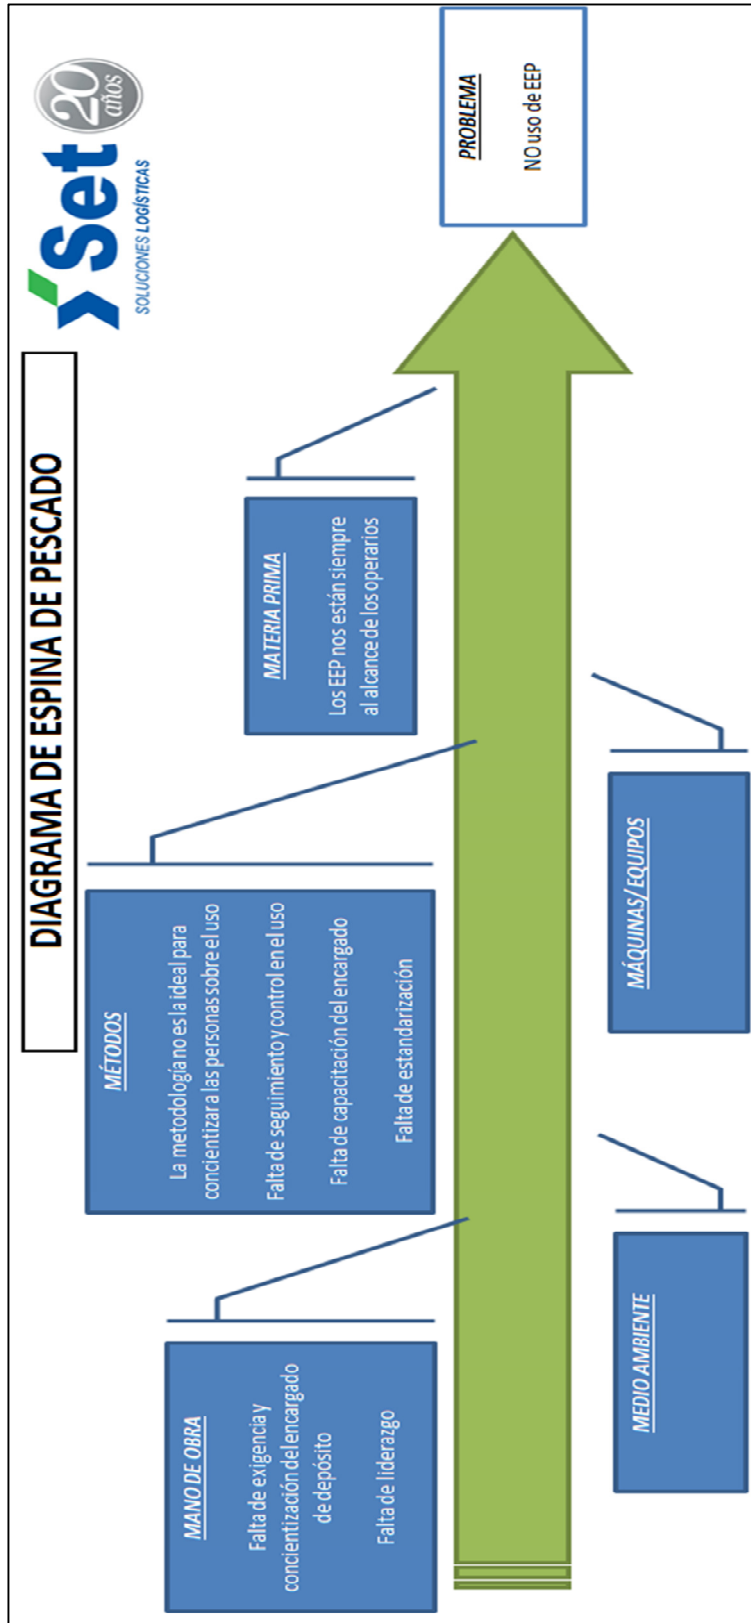 DIAGRAMA DE ESPINA DE PESCADO
Set
SOLUCIONES LOGÍSTICAS
20
años
MANO DE OBRA
Falta de exigencia y
concientización del encargado
de depósito
Falta de liderazgo
MÉTODOS
La metodología no es la ideal para
concientizar a las personas sobre el uso
Falta de seguimiento y control en el uso
Falta de capacitación del encargado
Falta de estandarización
MATERIA PRIMA
Los EEP nos están siempre
al alcance de los operarios
PROBLEMA
NO uso de EEP
MEDIO AMBIENTE
MÁQUINAS/ EQUIPOS